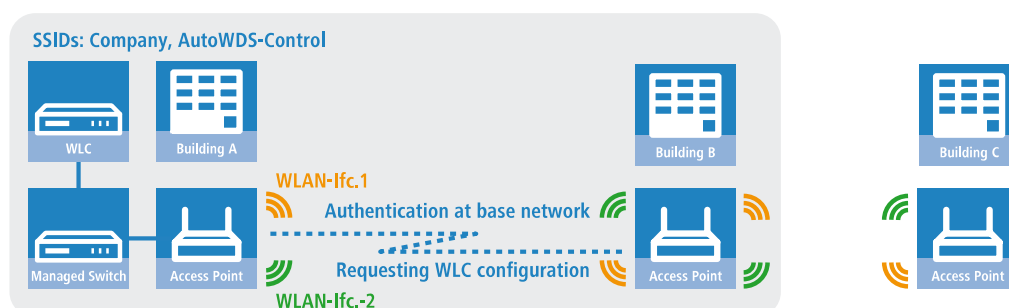 SSIDs: Company, AutoWDS-Control
WLC
Building A
Building B
Building C
WLAN-Ifc.1
Authentication at base network
Managed Switch
Access Point
Requesting WLC configuration
Access Point
Access Point
WLAN-Ifc.-2